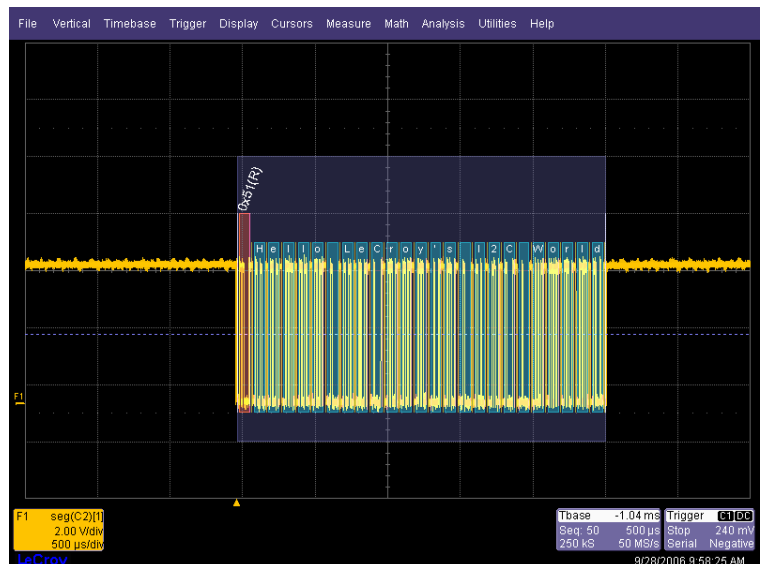 File Vertical Timebase Trigger Display Cursors Measure Math Analysis Utilities Help
0x51(R)
H e l l o L e C r o y ' s I 2 C W o r l d
F1
F1 seg(C2)[1]
2.00 V/div
500 µs/div
Tbase -1.04 ms
Seq: 50 500 µs
250 kS 50 MS/s
Trigger C1 DC
Stop 240 mV
Serial Negative
LeCroy
9/28/2006 9:58:25 AM